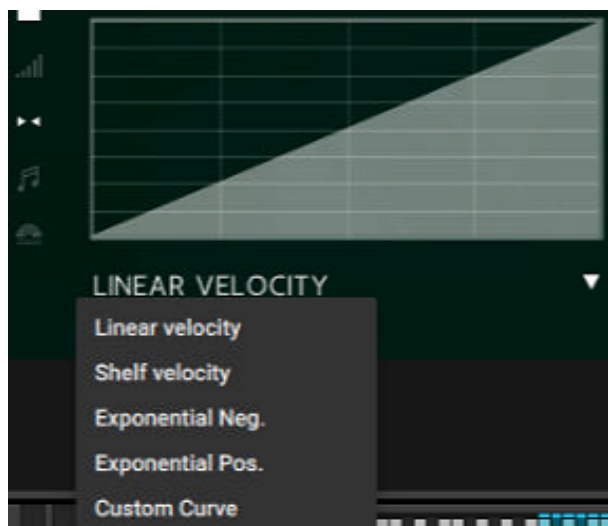 LINEAR VELOCITY
Linear velocity
Shelf velocity
Exponential Neg.
Exponential Pos.
Custom Curve